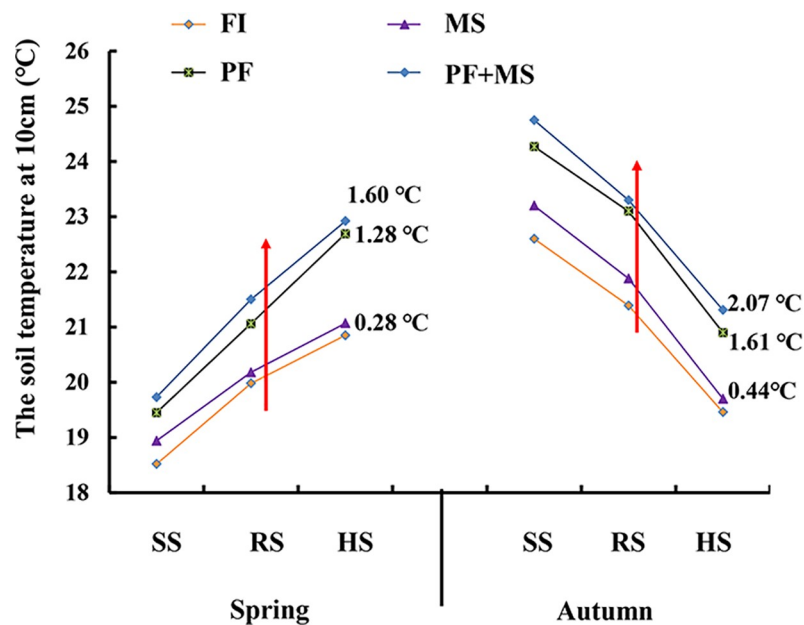 FI
MS
PF
PF+MS
The soil temperature at 10cm (℃)
26
25
24
23
22
21
20
19
18
1.60 ℃
1.28 ℃
0.28 ℃
2.07 ℃
1.61 ℃
0.44℃
SS RS HS SS RS HS
Spring Autumn